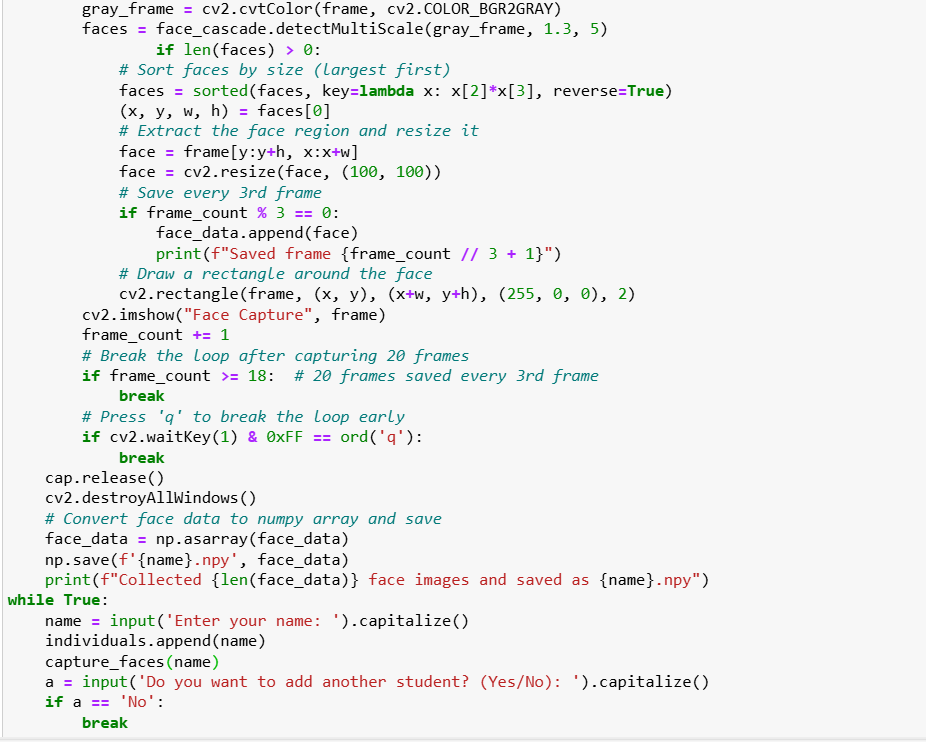 gray_frame = cv2.cvtColor(frame, cv2.COLOR_BGR2GRAY)
        faces = face_cascade.detectMultiScale(gray_frame, 1.3, 5)
                if len(faces) > 0:
            # Sort faces by size (largest first)
            faces = sorted(faces, key=lambda x: x[2]*x[3], reverse=True)
            (x, y, w, h) = faces[0]
            # Extract the face region and resize it
            face = frame[y:y+h, x:x+w]
            face = cv2.resize(face, (100, 100))
            # Save every 3rd frame
            if frame_count % 3 == 0:
                face_data.append(face)
                print(f"Saved frame {frame_count // 3 + 1}")
            # Draw a rectangle around the face
            cv2.rectangle(frame, (x, y), (x+w, y+h), (255, 0, 0), 2)
        cv2.imshow("Face Capture", frame)
        frame_count += 1
        # Break the loop after capturing 20 frames
        if frame_count >= 18:  # 20 frames saved every 3rd frame
            break
        # Press 'q' to break the loop early
        if cv2.waitKey(1) & 0xFF == ord('q'):
            break
    cap.release()
    cv2.destroyAllWindows()
    # Convert face data to numpy array and save
    face_data = np.asarray(face_data)
    np.save(f'{name}.npy', face_data)
    print(f"Collected {len(face_data)} face images and saved as {name}.npy")
while True:
    name = input('Enter your name: ').capitalize()
    individuals.append(name)
    capture_faces(name)
    a = input('Do you want to add another student? (Yes/No): ').capitalize()
    if a == 'No':
        break